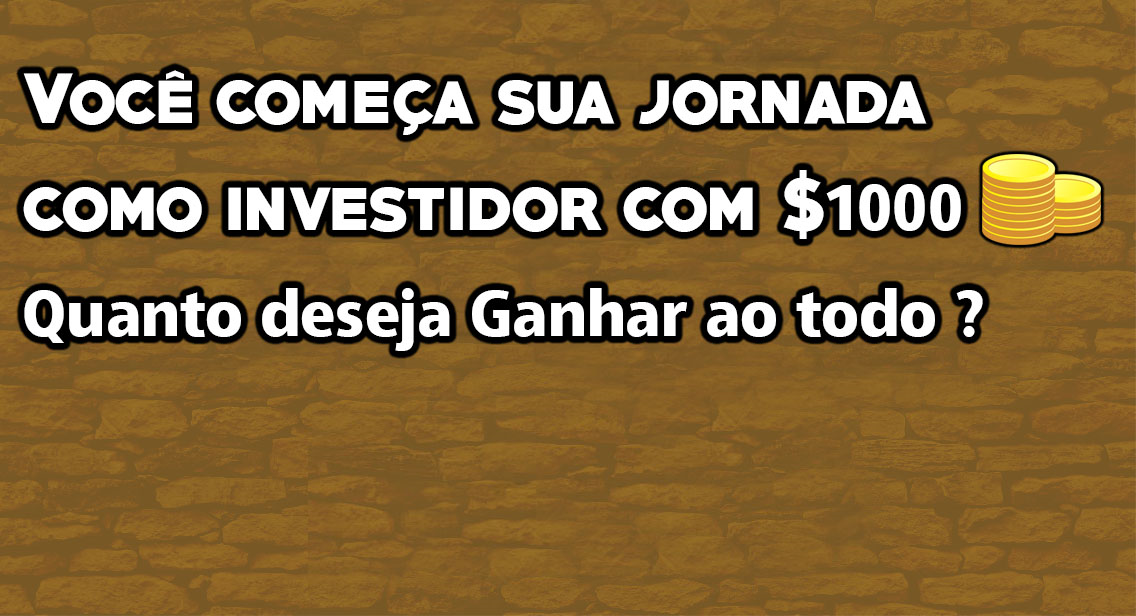 Você começa sua jornada
como investidor com $1000
Quanto deseja Ganhar ao todo ?